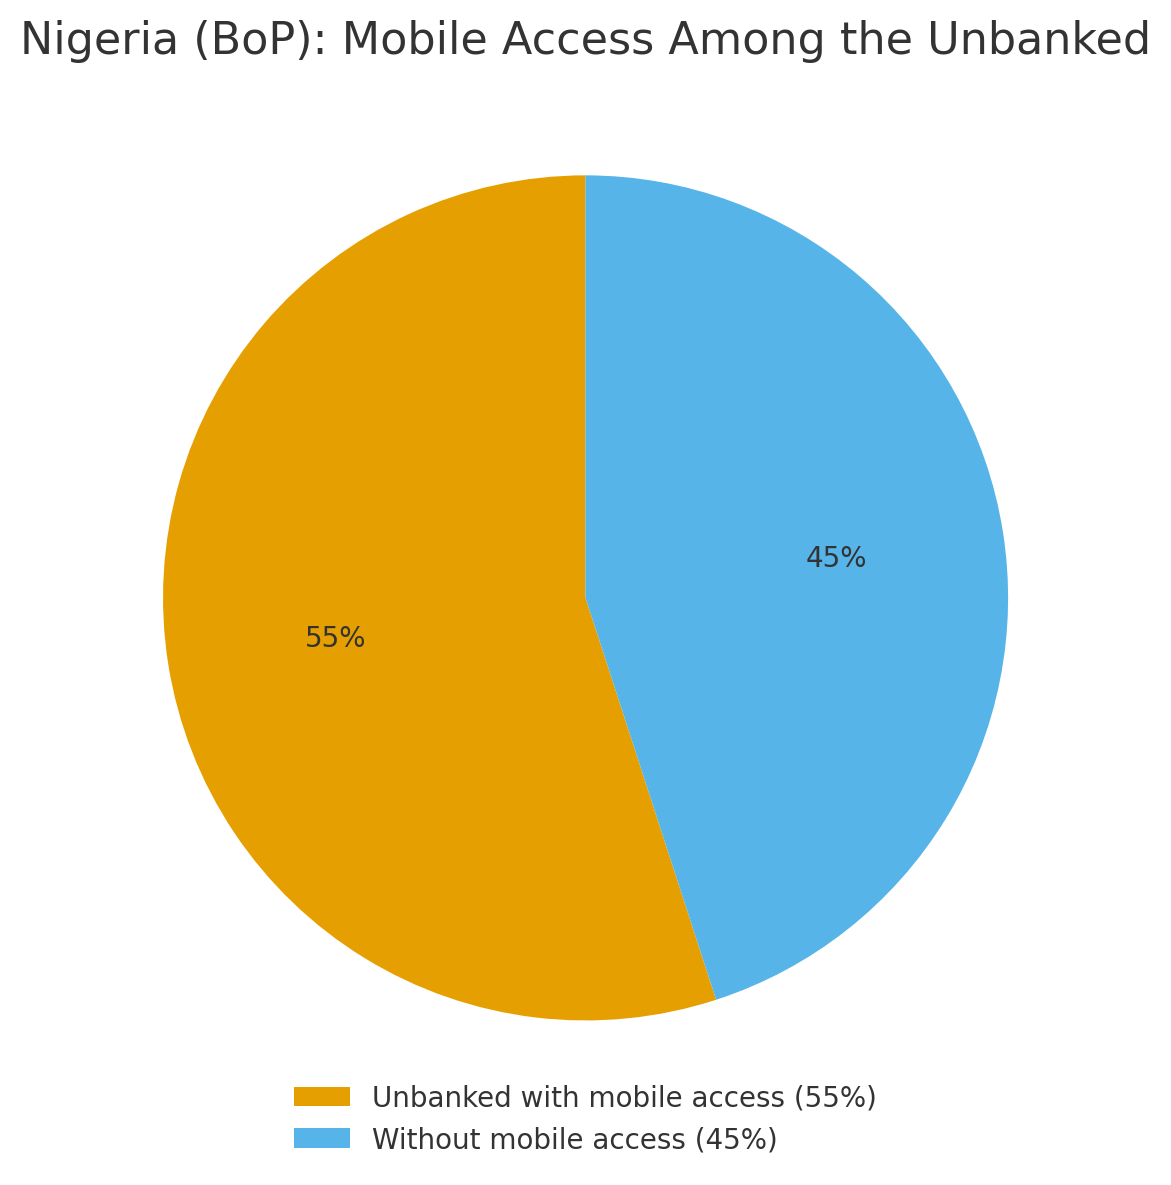 Nigeria (BoP): Mobile Access Among the Unbanked
45%
55%
Unbanked with mobile access (55%)
Without mobile access (45%)